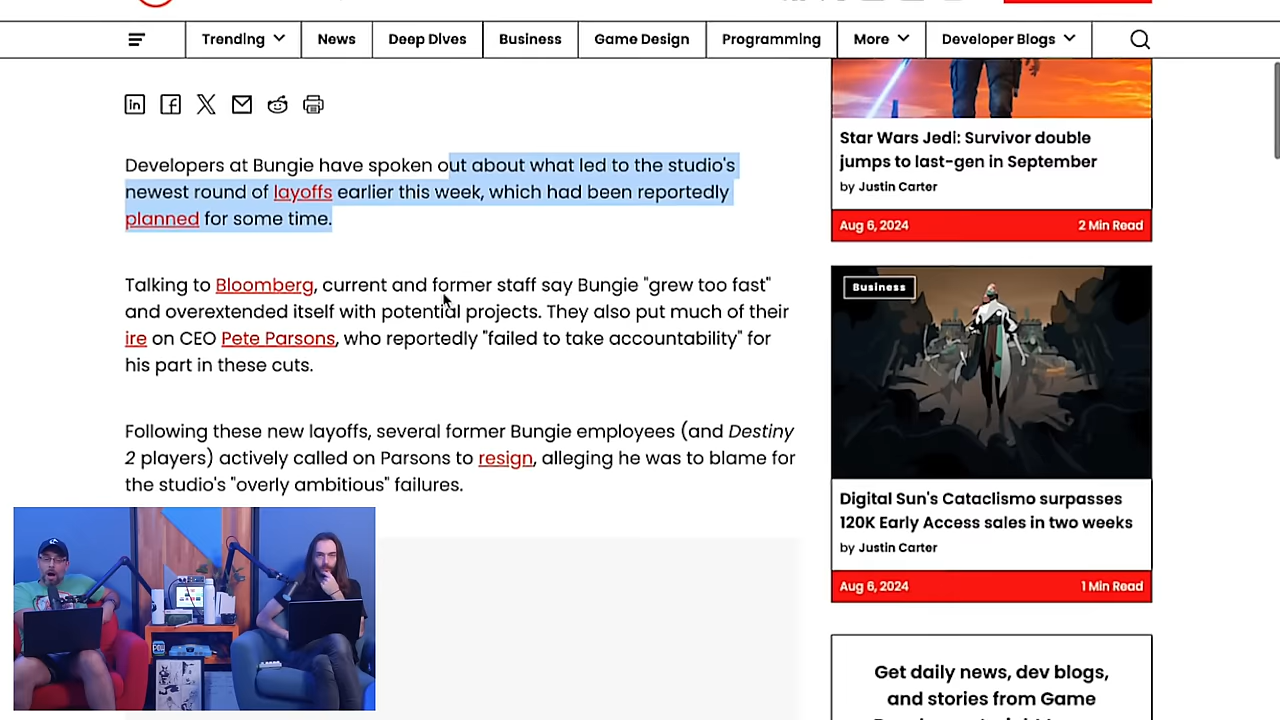 Trending
News
Deep Dives
Business
Game Design
Programming
More
Developer Blogs
Developers at Bungie have spoken out about what led to the studio's
newest round of layoffs earlier this week, which had been reportedly
planned for some time.
Talking to Bloomberg, current and former staff say Bungie "grew too fast"
and overextended itself with potential projects. They also put much of their
ire on CEO Pete Parsons, who reportedly "failed to take accountability" for
his part in these cuts.
Following these new layoffs, several former Bungie employees (and Destiny
2 players) actively called on Parsons to resign, alleging he was to blame for
the studio's "overly ambitious" failures.
Star Wars Jedi: Survivor double
jumps to last-gen in September
by Justin Carter
Aug 6, 2024
2 Min Read
Business
Digital Sun's Cataclismo surpasses
120K Early Access sales in two weeks
by Justin Carter
Aug 6, 2024
1 Min Read
Get daily news, dev blogs,
and stories from Game